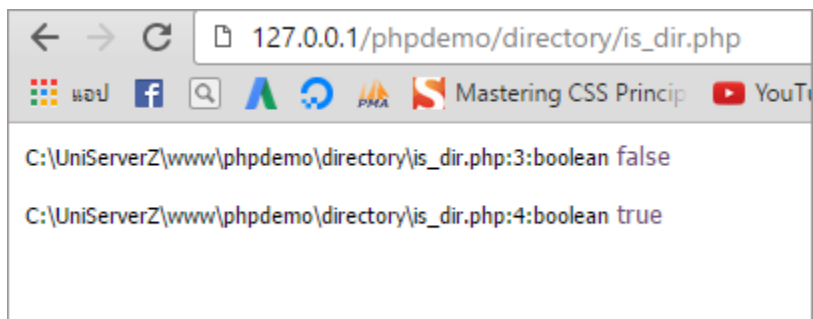 127.0.0.1/phpdemo/directory/is_dir.php
แอป PMA Mastering CSS Princip YouTu
C:\UniServerZ\www\phpdemo\directory\is_dir.php:3:boolean false
C:\UniServerZ\www\phpdemo\directory\is_dir.php:4:boolean true